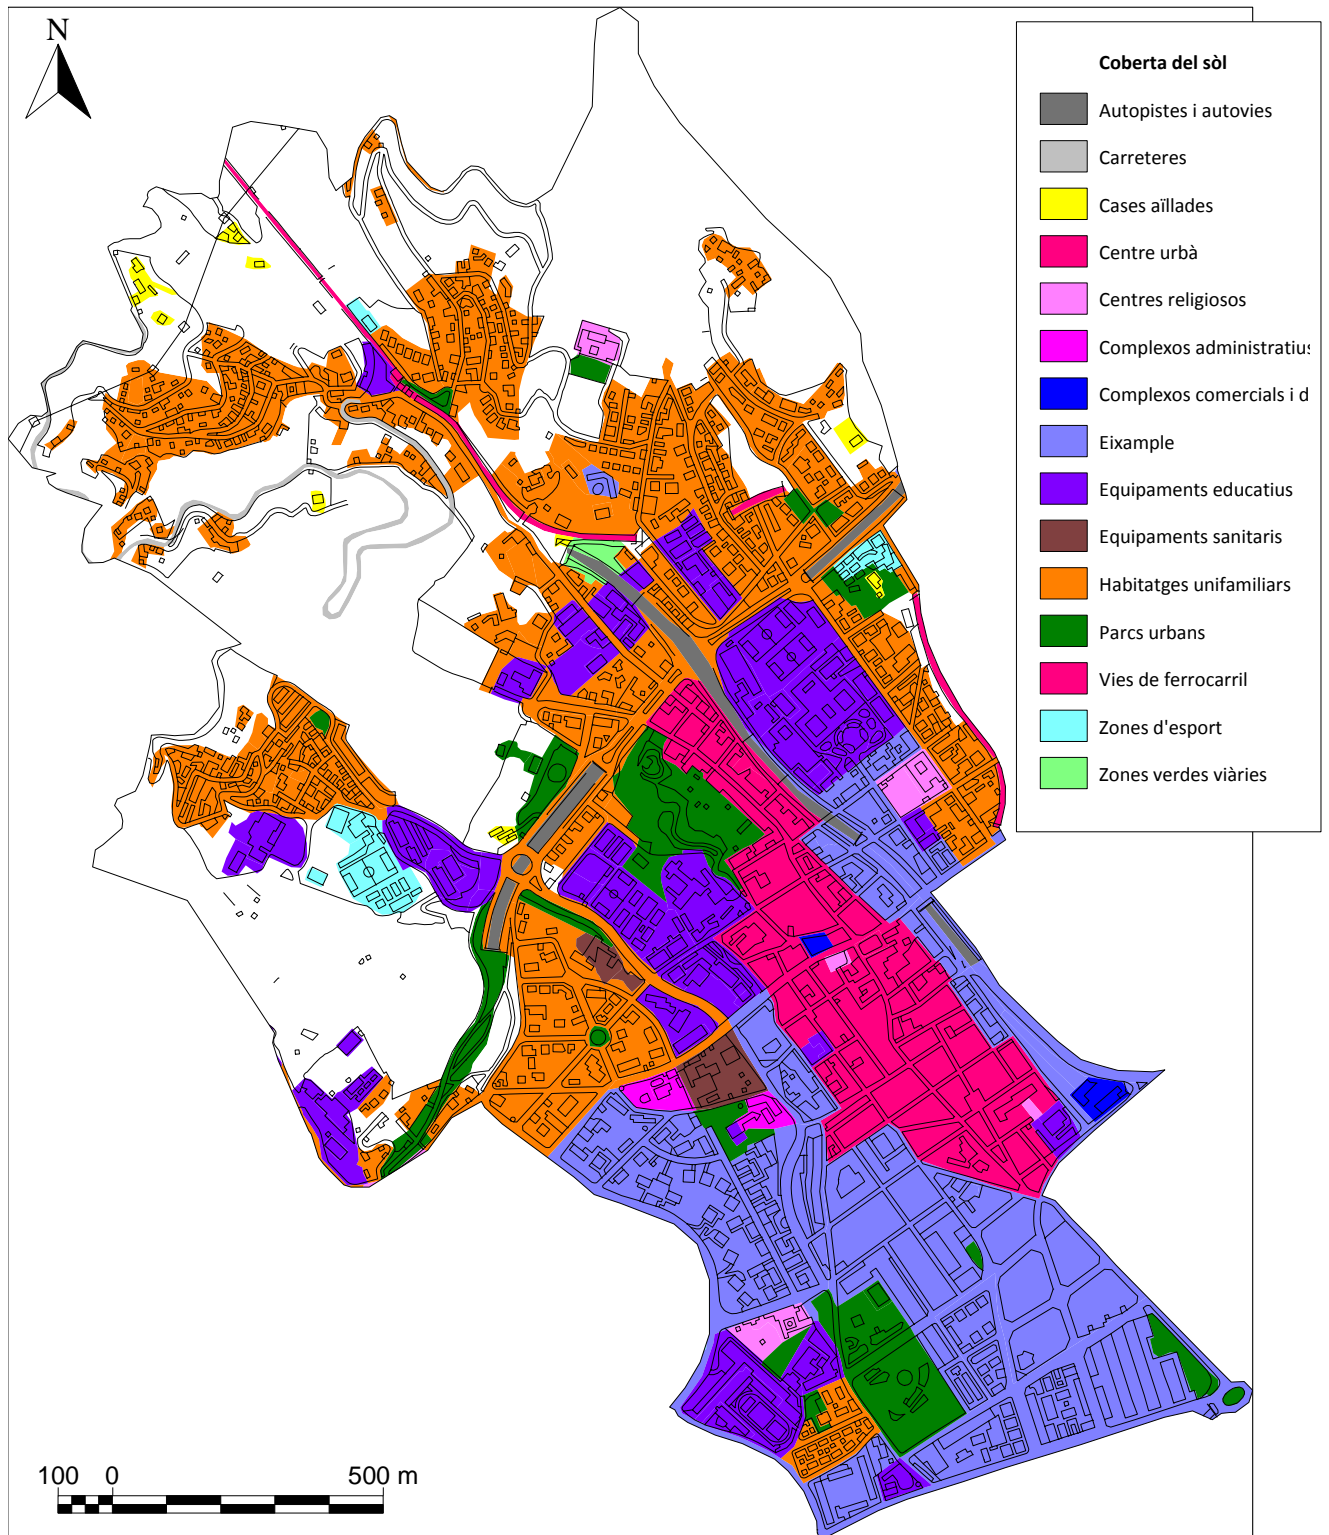 N
Coberta del sòl
Autopistes i autovies
Carreteres
Cases aïllades
Centre urbà
Centres religiosos
Complexos administratius
Complexos comercials i d
Eixample
Equipaments educatius
Equipaments sanitaris
Habitatges unifamiliars
Parcs urbans
Vies de ferrocarril
Zones d'esport
Zones verdes viàries
100 0 500 m